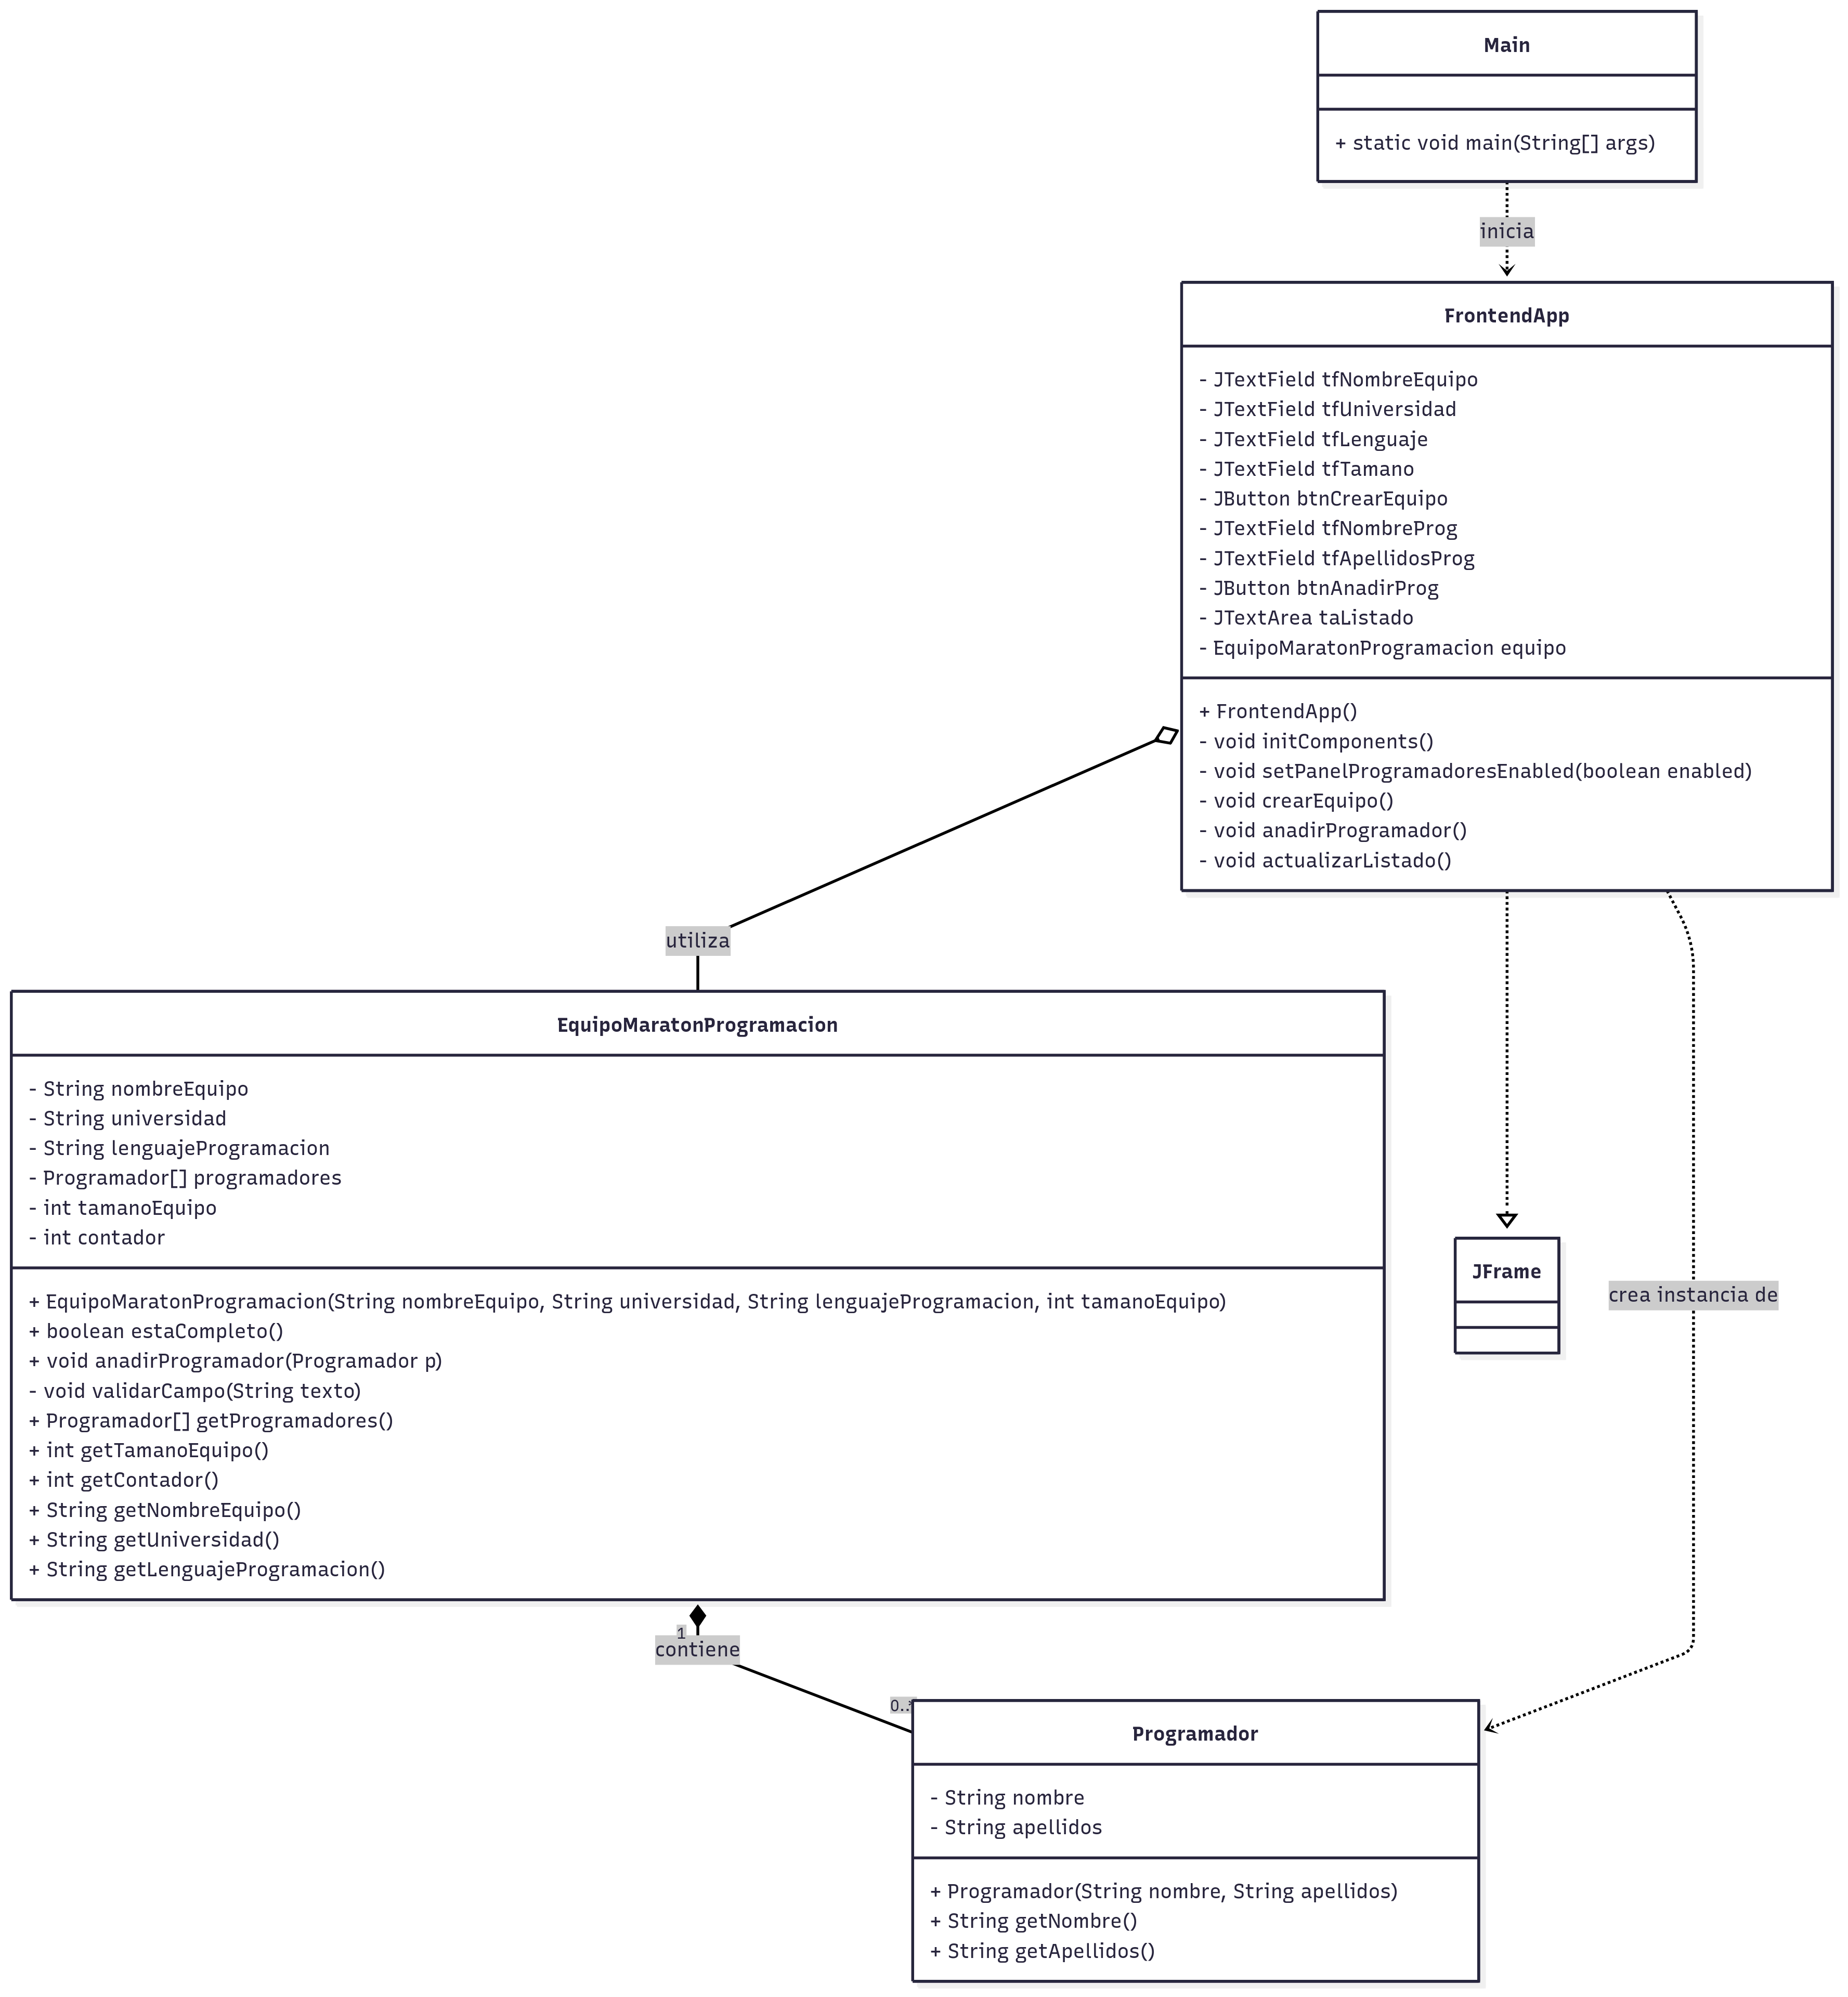 Main
+ static void main(String[] args)
inicia
FrontendApp
- JTextField tfNombreEquipo
- JTextField tfUniversidad
- JTextField tfLenguaje
- JTextField tfTamano
- JButton btnCrearEquipo
- JTextField tfNombreProg
- JTextField tfApellidosProg
- JButton btnAnadirProg
- JTextArea taListado
- EquipoMaratonProgramacion equipo
+ FrontendApp()
- void initComponents()
- void setPanelProgramadoresEnabled(boolean enabled)
- void crearEquipo()
- void anadirProgramador()
- void actualizarListado()
utiliza
EquipoMaratonProgramacion
- String nombreEquipo
- String universidad
- String lenguajeProgramacion
- Programador[] programadores
- int tamanoEquipo
- int contador
+ EquipoMaratonProgramacion(String nombreEquipo, String universidad, String lenguajeProgramacion, int tamanoEquipo)
+ boolean estaCompleto()
+ void anadirProgramador(Programador p)
- void validarCampo(String texto)
+ Programador[] getProgramadores()
+ int getTamanoEquipo()
+ int getContador()
+ String getNombreEquipo()
+ String getUniversidad()
+ String getLenguajeProgramacion()
JFrame
crea instancia de
1
contiene
0..*
Programador
- String nombre
- String apellidos
+ Programador(String nombre, String apellidos)
+ String getNombre()
+ String getApellidos()